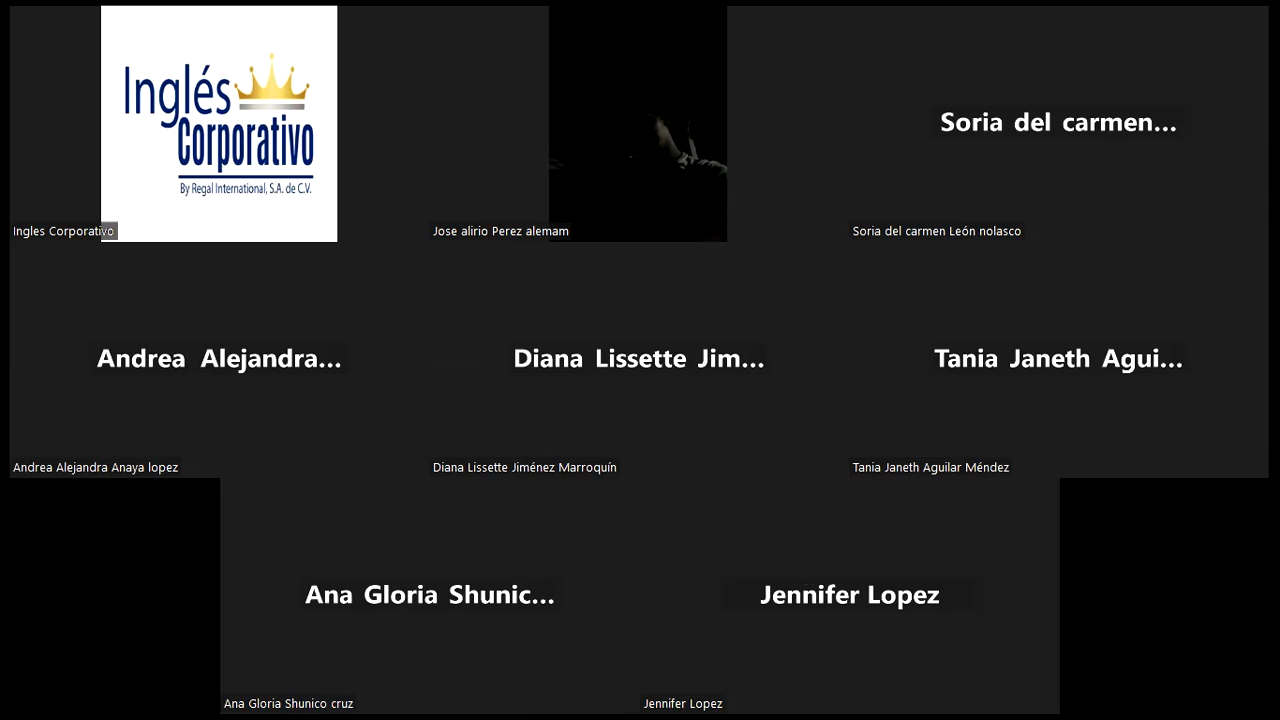 Inglés
Corporativo
By Regal International, S.A. de C.V.
Ingles Corporativo
Jose alirio Perez alemam
Soria del carmen...
Soria del carmen León nolasco
Andrea Alejandra...
Andrea Alejandra Anaya lopez
Diana Lissette Jim...
Diana Lissette Jiménez Marroquín
Tania Janeth Agui...
Tania Janeth Aguilar Méndez
Ana Gloria Shunic...
Ana Gloria Shunico cruz
Jennifer Lopez
Jennifer Lopez